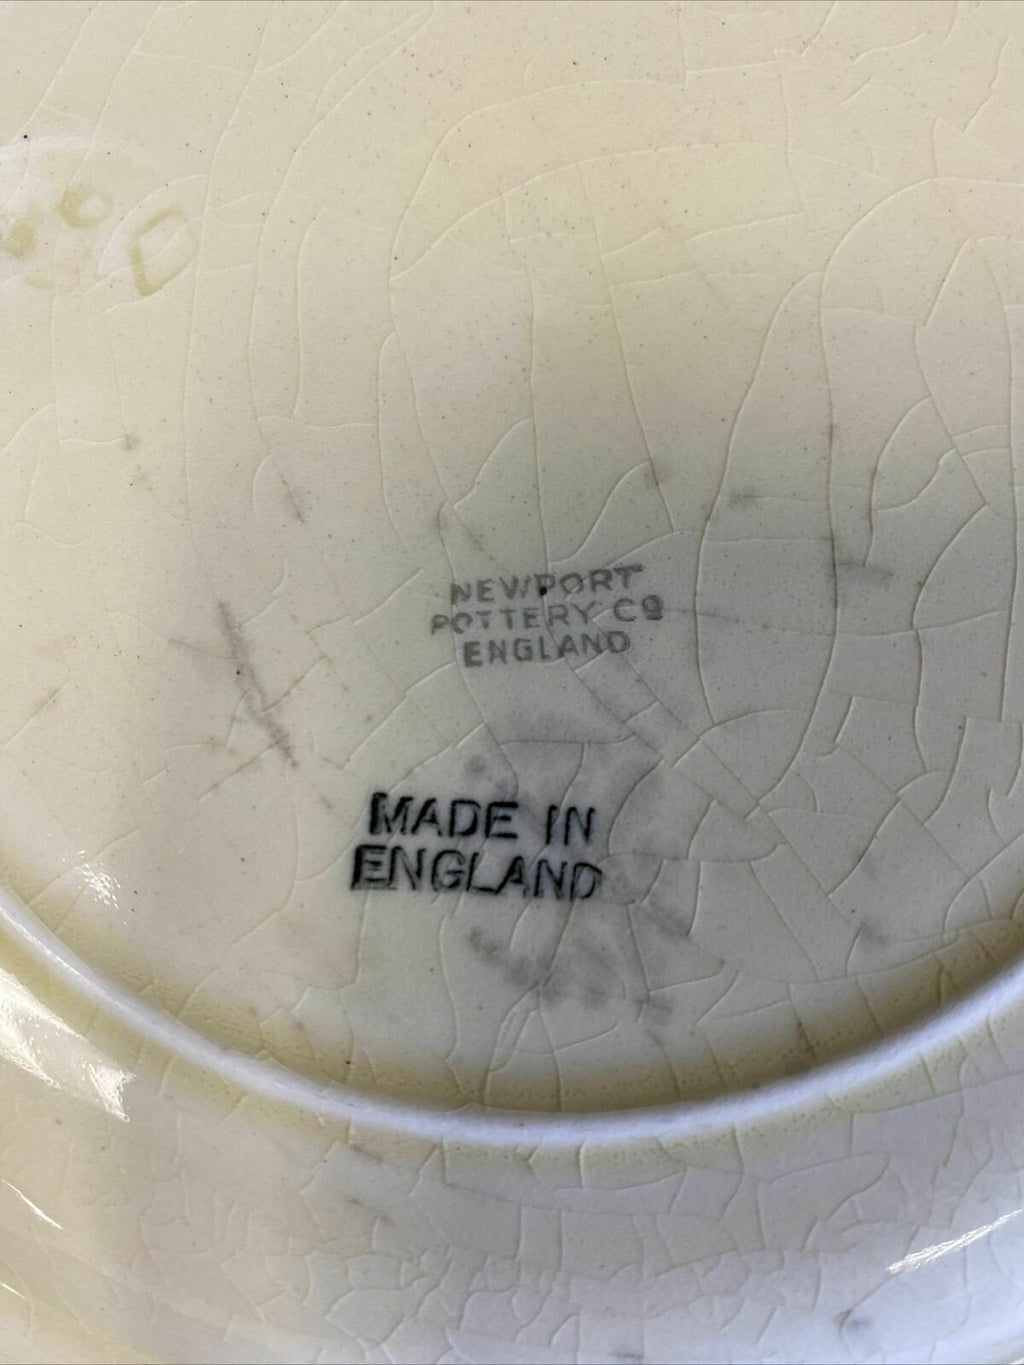 NEWPORT
POTTERY Co
ENGLAND
MADE IN
ENGLAND